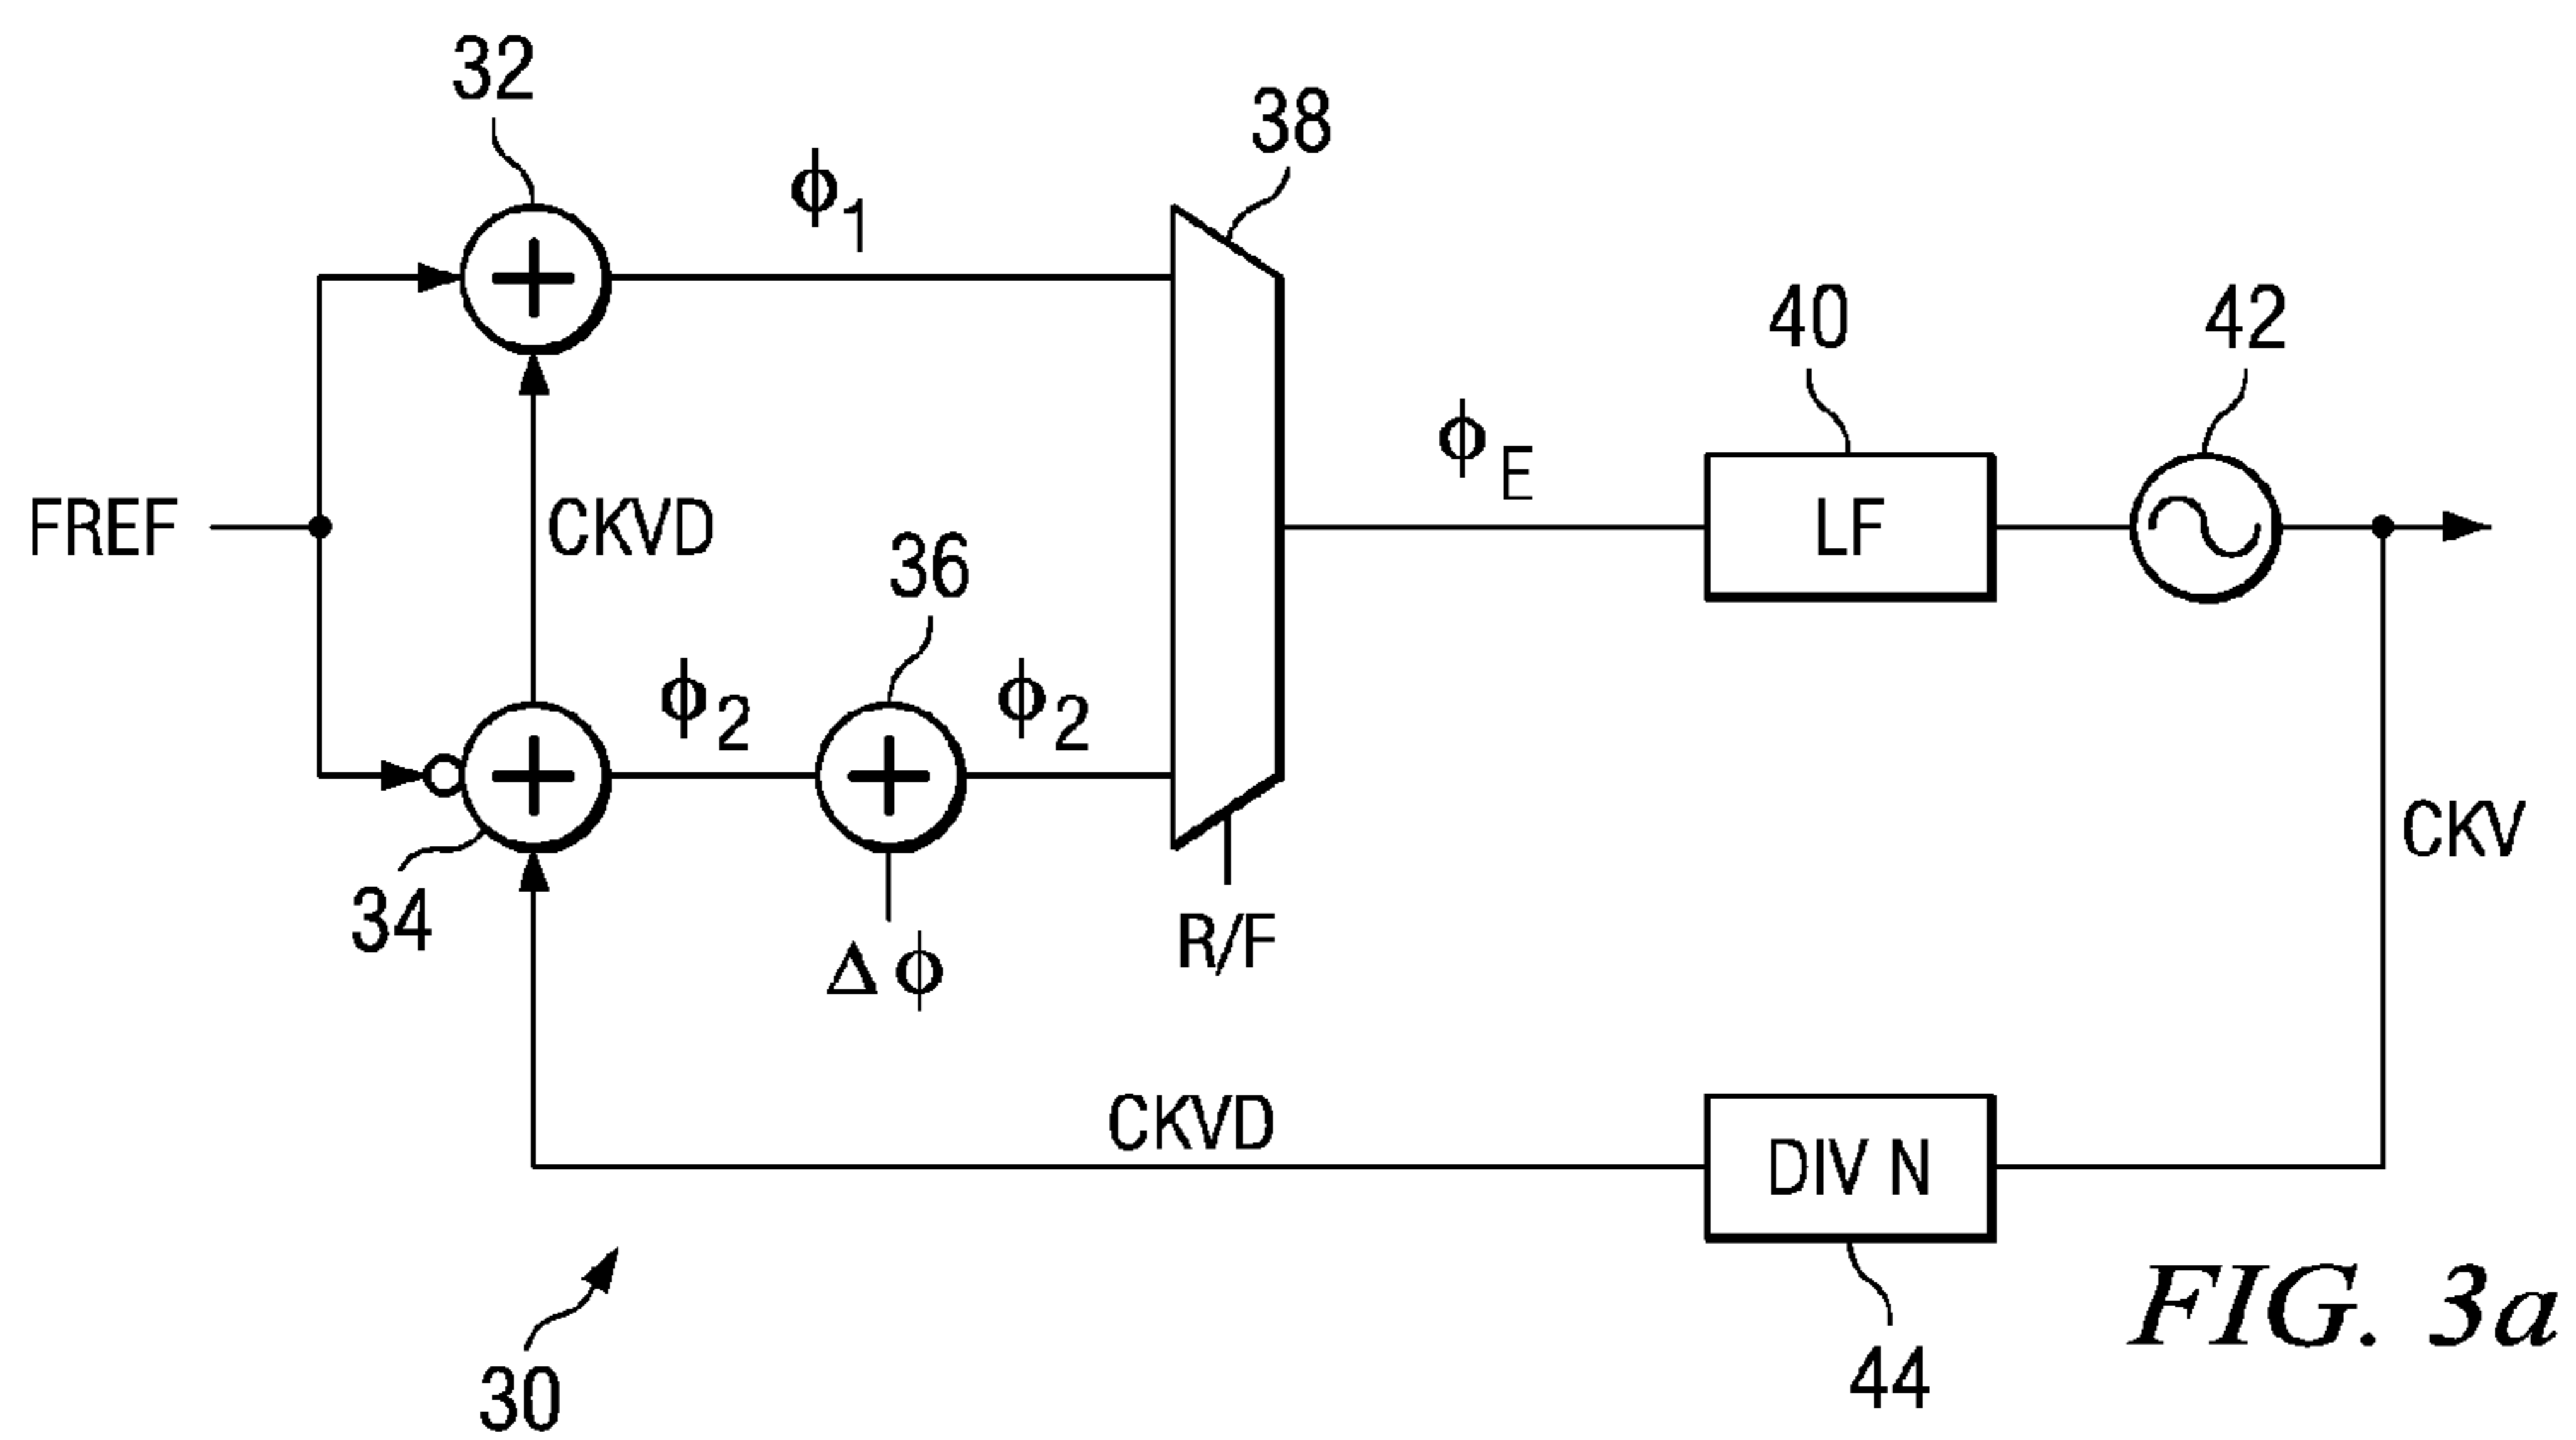 32
38
ϕ1
40
42
FREF
CKVD
ϕE
LF
36
ϕ2
ϕ2
CKV
34
Δϕ
R/F
CKVD
DIV N
FIG. 3a
30
44